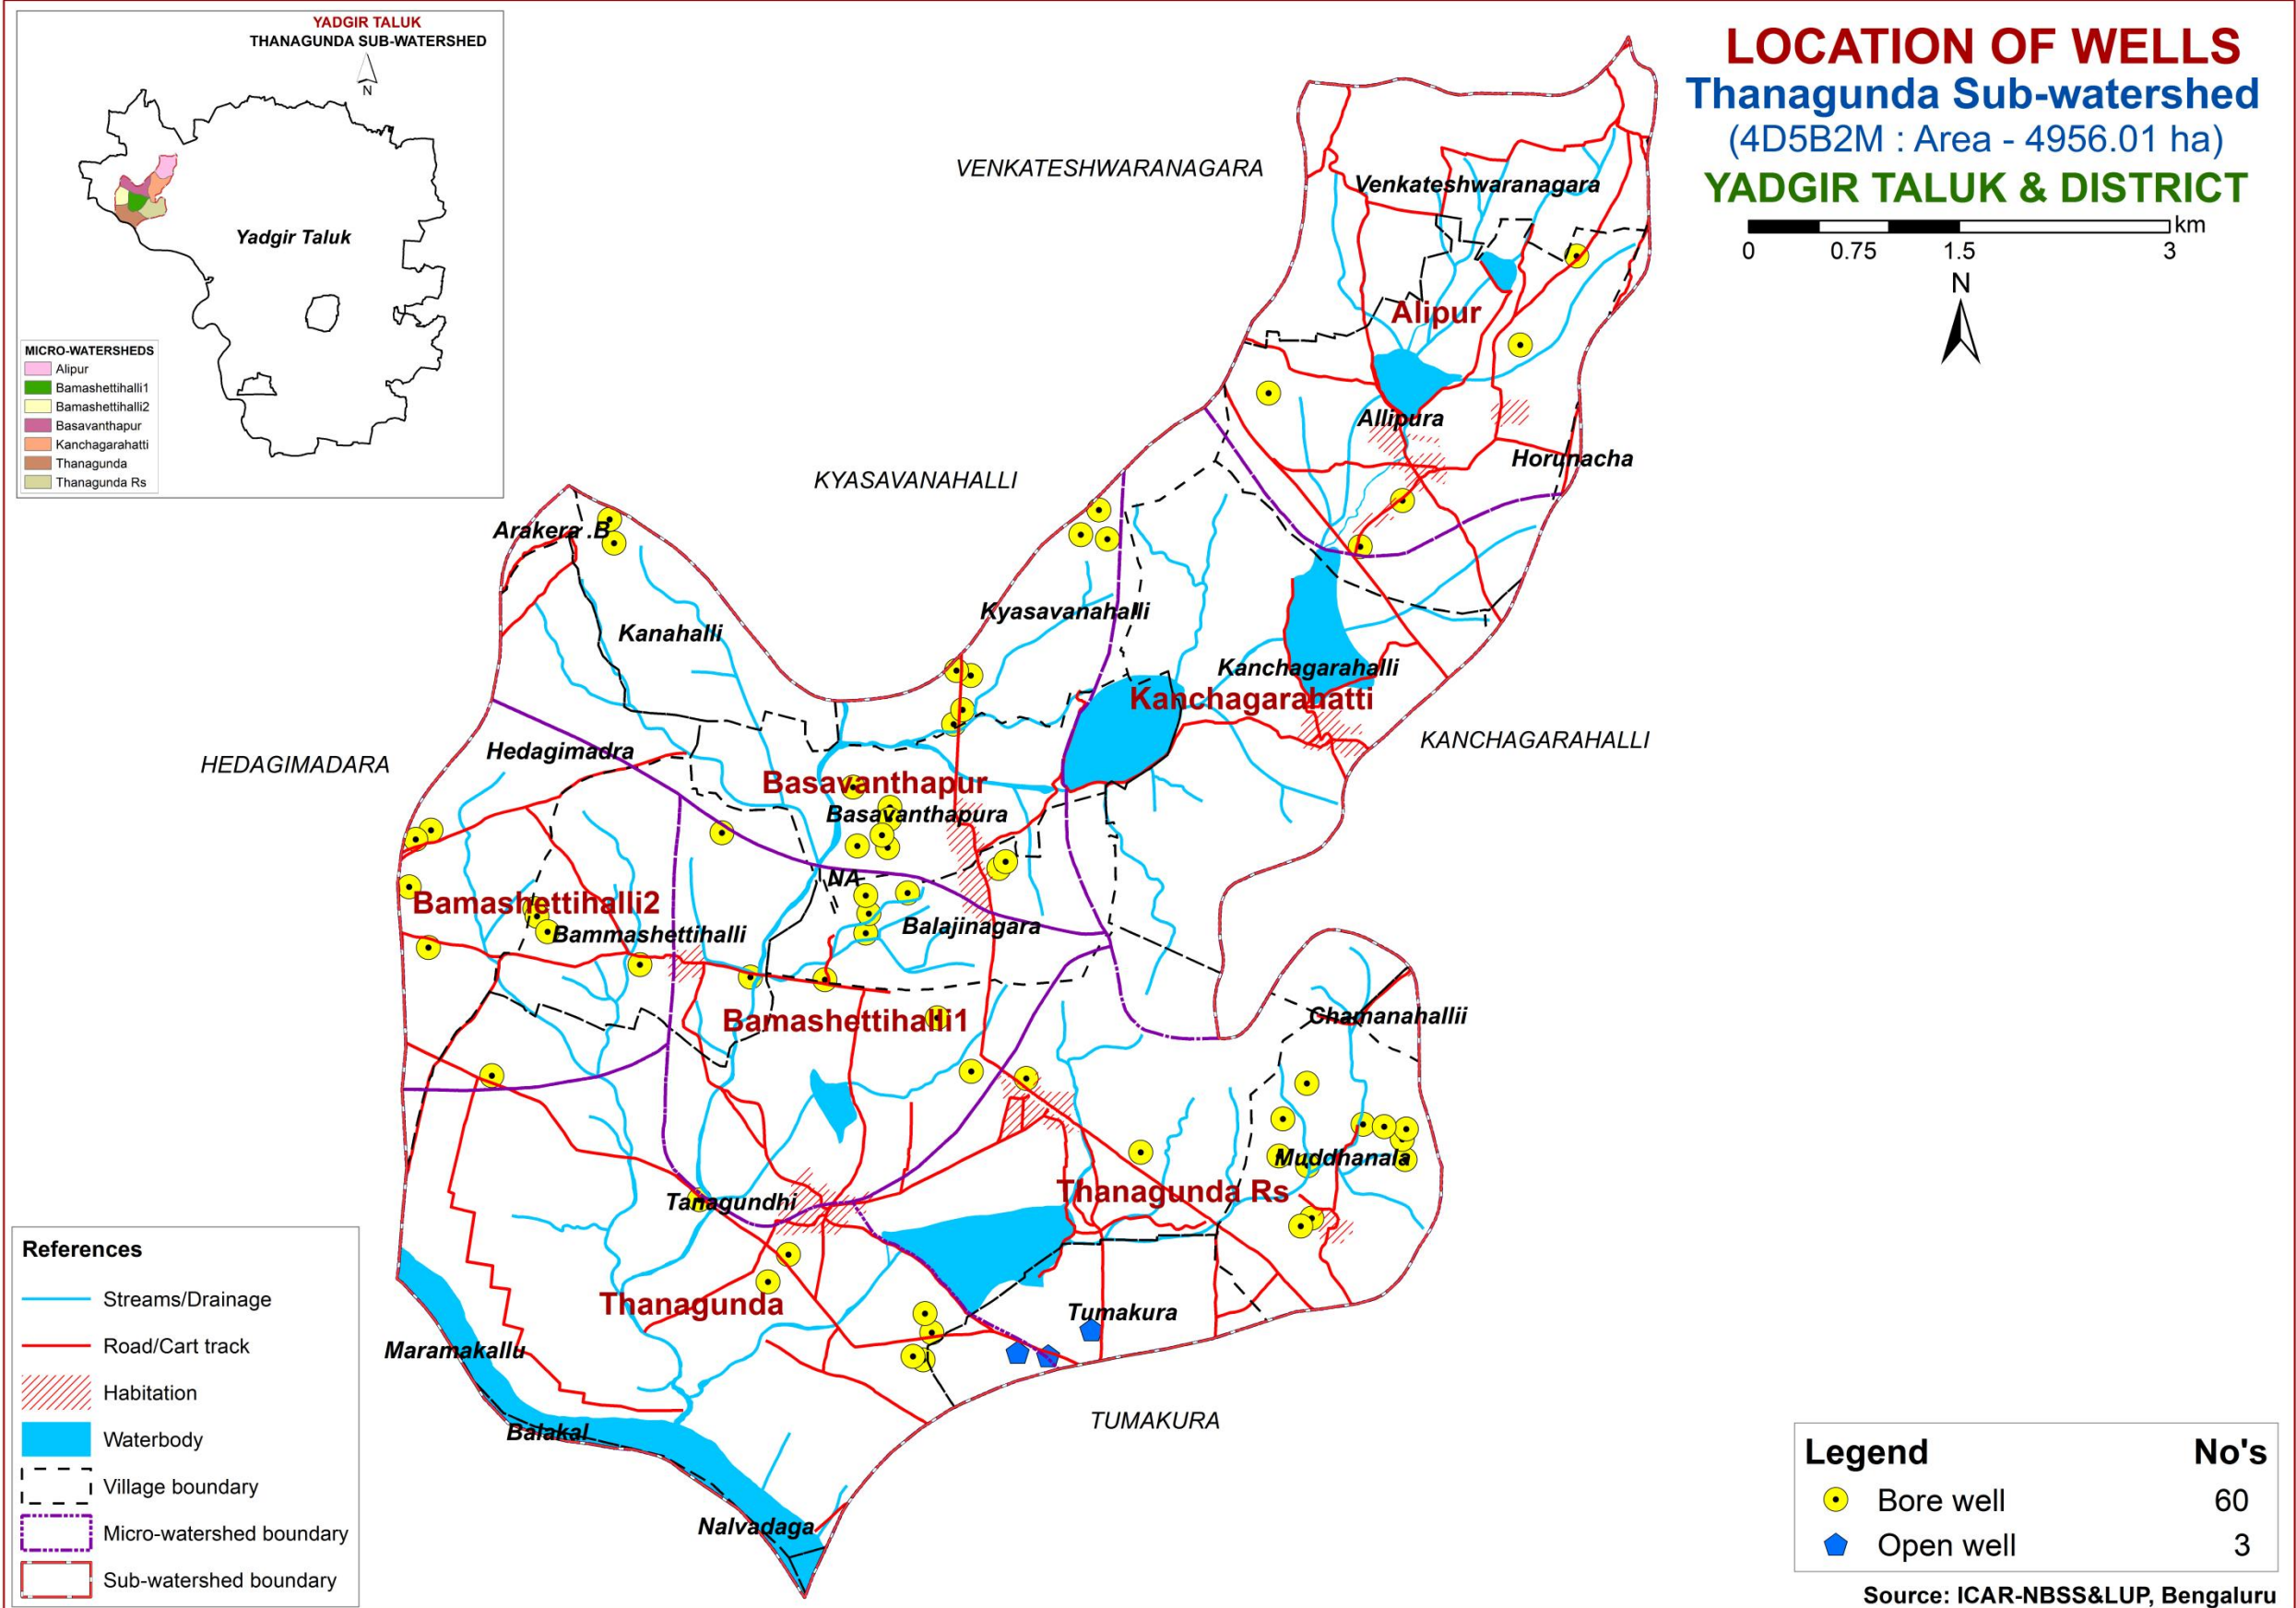 YADGIR TALUK
THANAGUNDA SUB-WATERSHED
N
Yadgir Taluk
MICRO-WATERSHEDS
Alipur
Bamashettihalli1
Bamashettihalli2
Basavanthapur
Kanchagarahatti
Thanagunda
Thanagunda Rs
LOCATION OF WELLS
Thanagunda Sub-watershed
(4D5B2M : Area - 4956.01 ha)
YADGIR TALUK & DISTRICT
km
0 0.75 1.5 3
N
VENKATESHWARANAGARA
Venkateshwaranagara
Alipur
Allipura
Horunacha
KYASAVANAHALLI
Arakera .B
Kyasavanahalli
Kanahalli
Kanchagarahalli
Kanchagarahatti
KANCHAGARAHALLI
Hedagimadra
HEDAGIMADARA
Basavanthapur
Basavanthapura
NA
Bamashettihalli2
Balajinagara
Bammashettihalli
Bamashettihalli1
Chamanahallii
Muddhanala
Thanagunda Rs
Tanagundhi
Thanagunda
Tumakura
Maramakallu
TUMAKURA
Balakal
Nalvadaga
References
Streams/Drainage
Road/Cart track
Habitation
Waterbody
Village boundary
Micro-watershed boundary
Sub-watershed boundary
Legend No's
Bore well 60
Open well 3
Source: ICAR-NBSS&LUP, Bengaluru